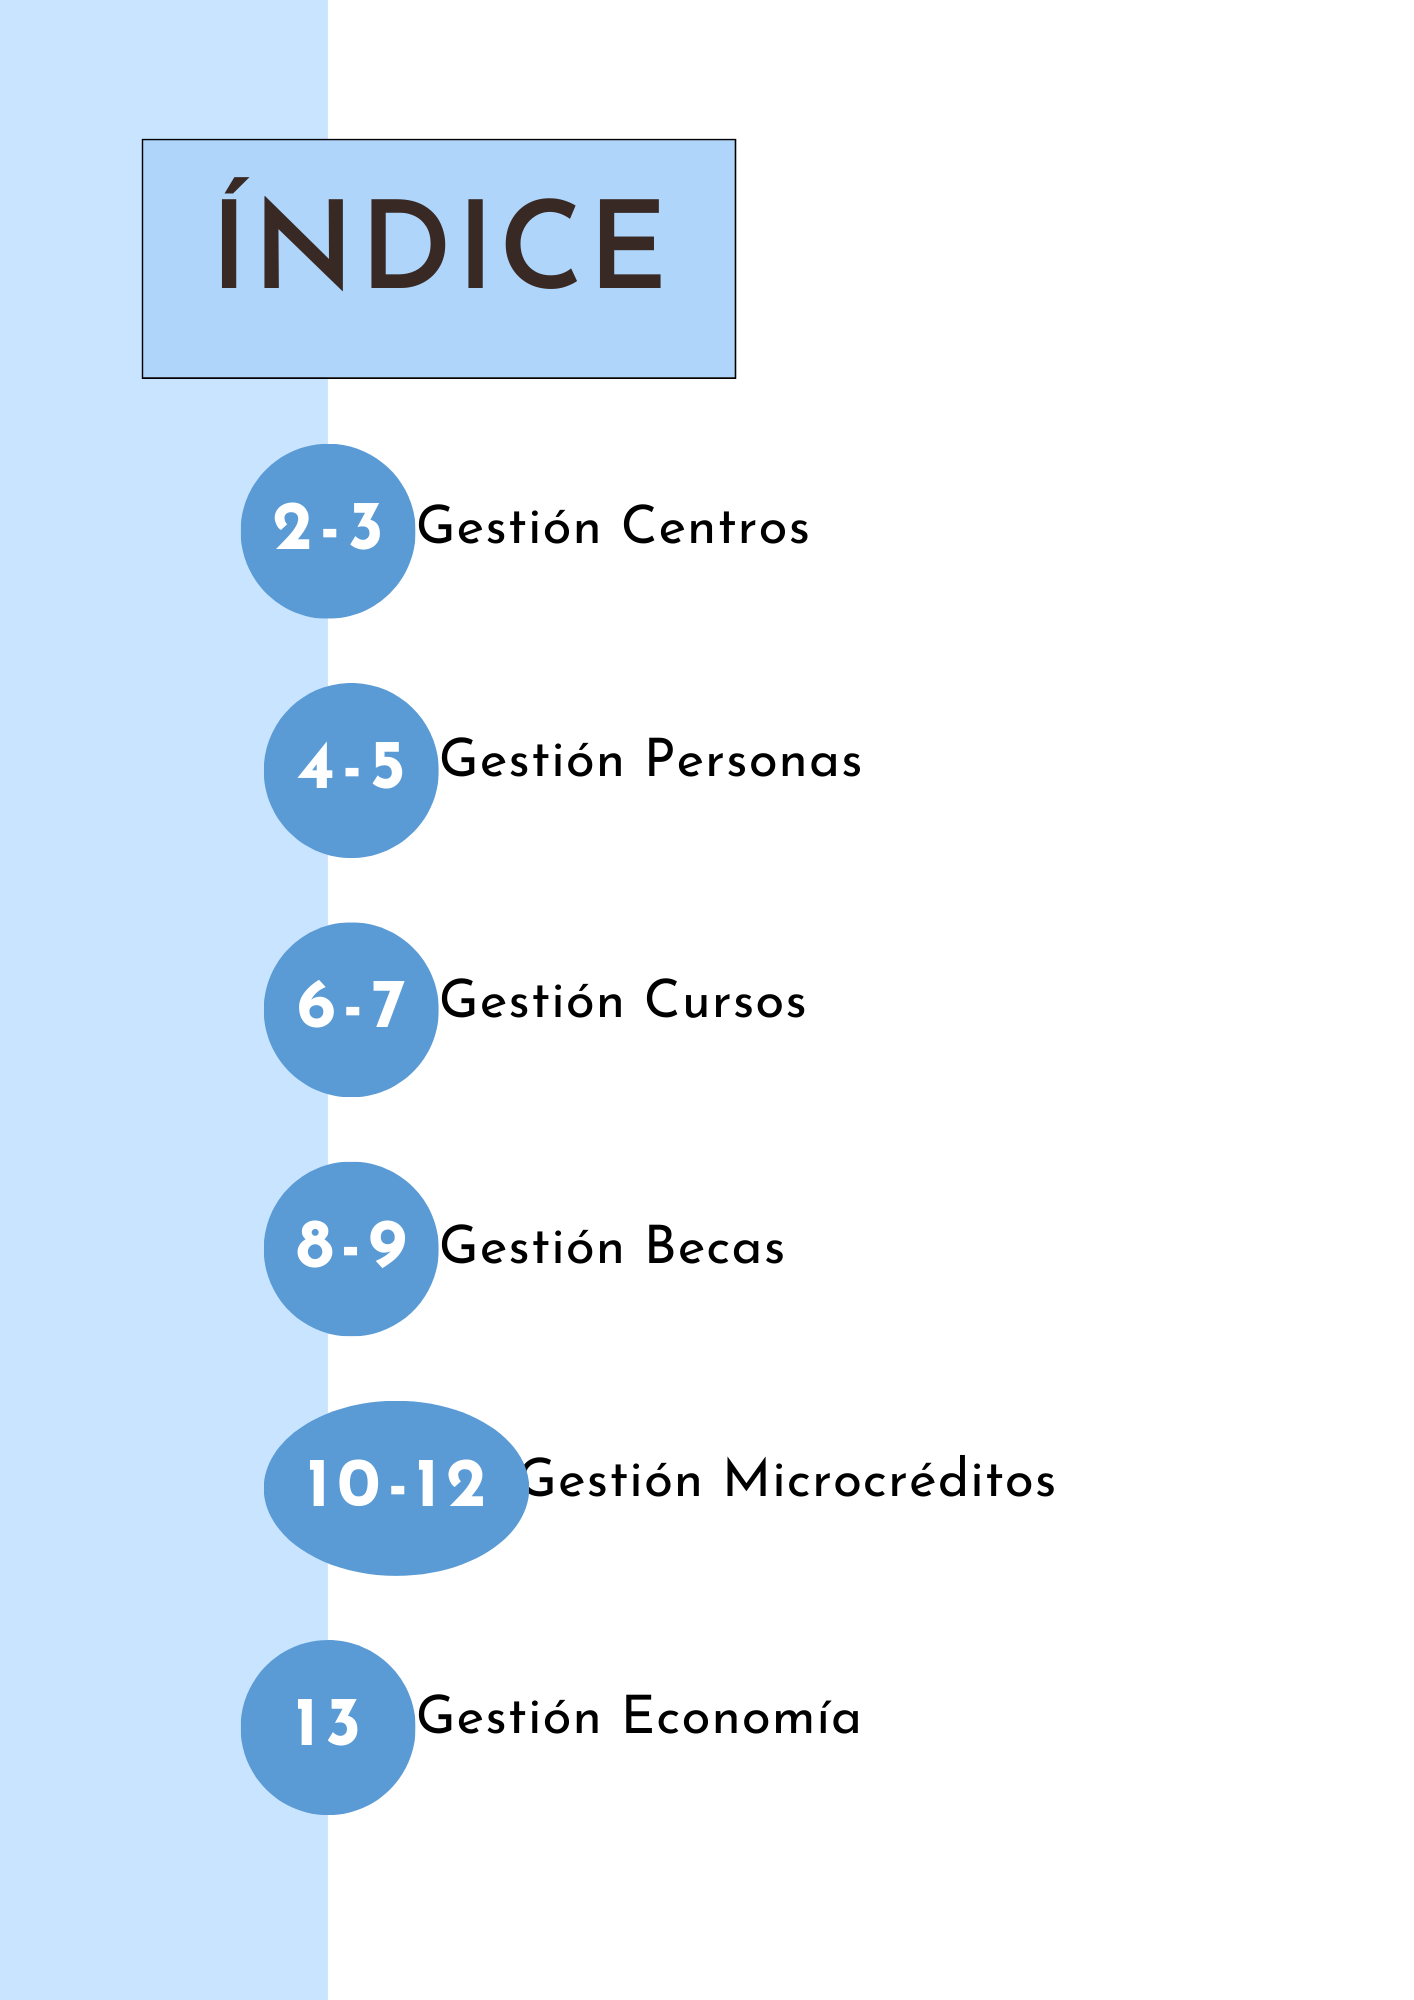 ÍNDICE
2-3 Gestión Centros
4-5 Gestión Personas
6-7 Gestión Cursos
8-9 Gestión Becas
10-12 Gestión Microcréditos
13 Gestión Economía